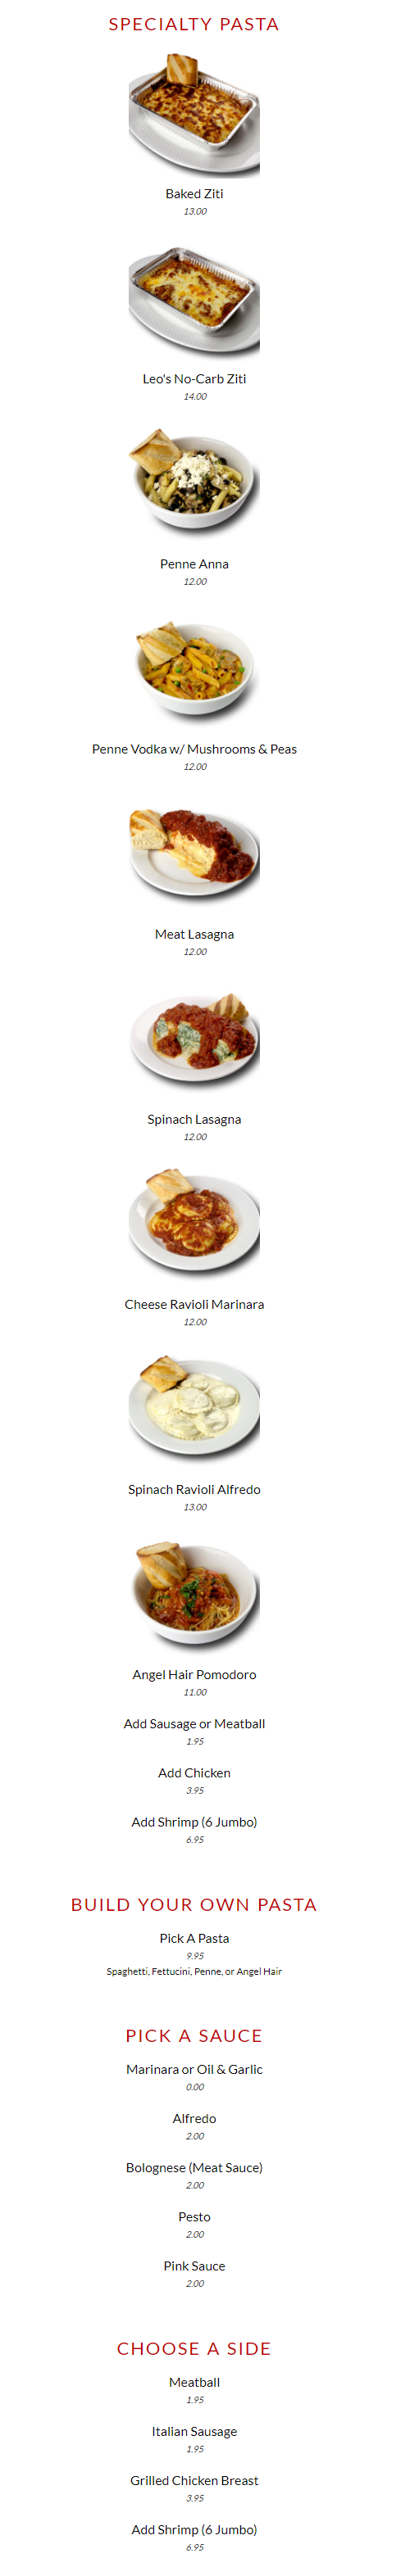 SPECIALTY PASTA
Baked Ziti
13.00
Leo's No-Carb Ziti
14.00
Penne Anna
12.00
Penne Vodka w/ Mushrooms & Peas
12.00
Meat Lasagna
12.00
Spinach Lasagna
12.00
Cheese Ravioli Marinara
12.00
Spinach Ravioli Alfredo
13.00
Angel Hair Pomodoro
11.00
Add Sausage or Meatball
1.95
Add Chicken
3.95
Add Shrimp (6 Jumbo)
6.95
BUILD YOUR OWN PASTA
Pick A Pasta
9.95
Spaghetti, Fettucini, Penne, or Angel Hair
PICK A SAUCE
Marinara or Oil & Garlic
0.00
Alfredo
2.00
Bolognese (Meat Sauce)
2.00
Pesto
2.00
Pink Sauce
2.00
CHOOSE A SIDE
Meatball
1.95
Italian Sausage
1.95
Grilled Chicken Breast
3.95
Add Shrimp (6 Jumbo)
6.95